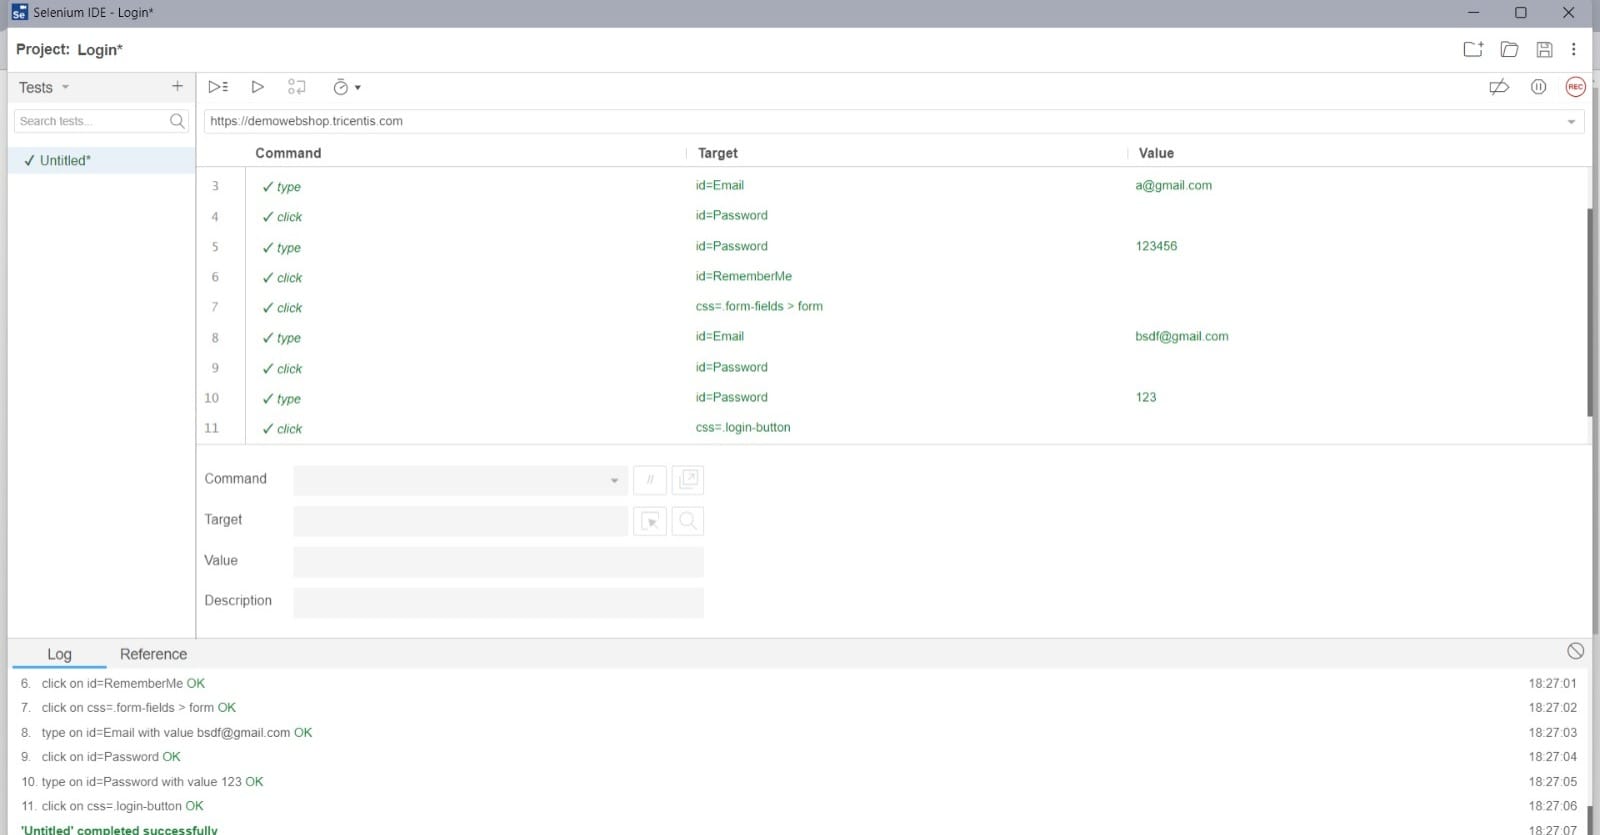 Se Selenium IDE - Login*
Project: Login*
Tests
REC
Search tests...
https://demowebshop.tricentis.com
✓ Untitled*
Command Target Value
3 ✓ type id=Email a@gmail.com
4 ✓ click id=Password
5 ✓ type id=Password 123456
6 ✓ click id=RememberMe
7 ✓ click css=.form-fields > form
8 ✓ type id=Email bsdf@gmail.com
9 ✓ click id=Password
10 ✓ type id=Password 123
11 ✓ click css=.login-button
Command //
Target
Value
Description
Log Reference
6. click on id=RememberMe OK 18:27:01
7. click on css=.form-fields > form OK 18:27:02
8. type on id=Email with value bsdf@gmail.com OK 18:27:03
9. click on id=Password OK 18:27:04
10. type on id=Password with value 123 OK 18:27:05
11. click on css=.login-button OK 18:27:06
'Untitled' completed successfully 18:27:07